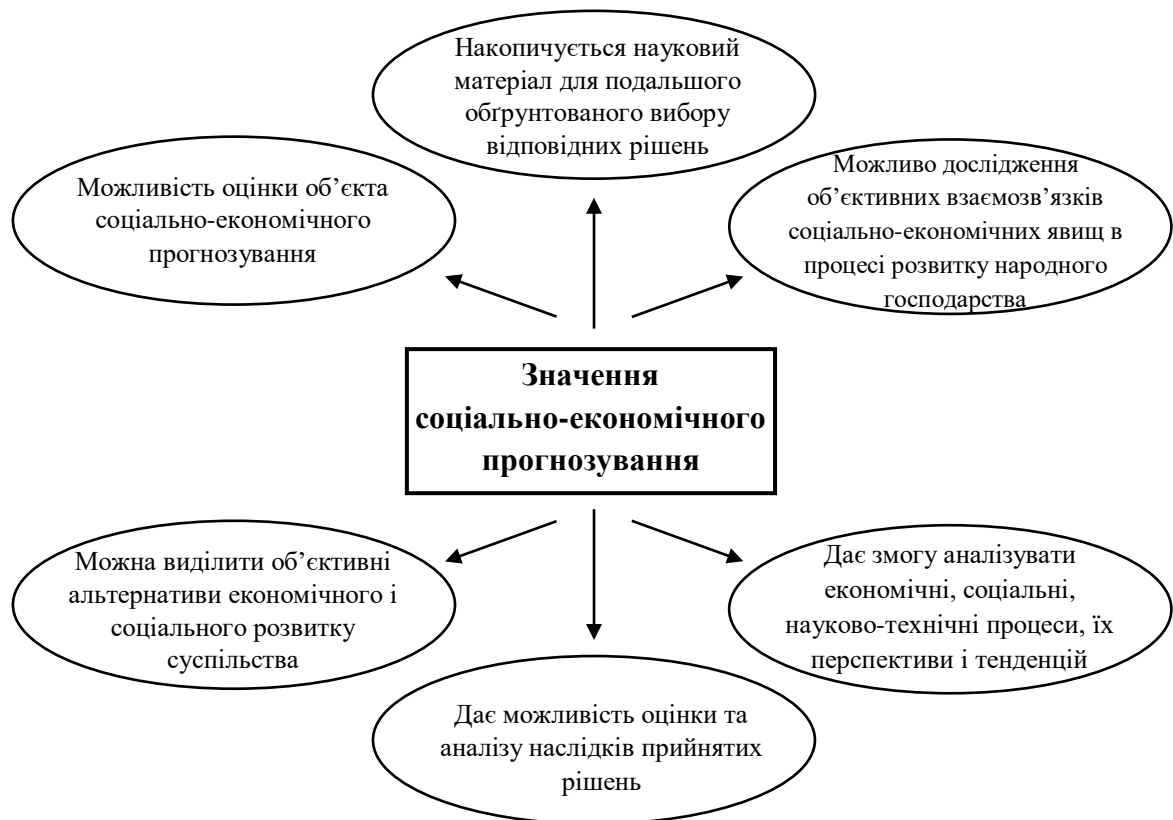 Накопичується науковий
матеріал для подальшого
обґрунтованого вибору
відповідних рішень
Можливість оцінки об’єкта
соціально-економічного
прогнозування
Можливо дослідження
об’єктивних взаємозв’язків
соціально-економічних явищ в
процесі розвитку народного
господарства
Значення
соціально-економічного
прогнозування
Можна виділити об’єктивні
альтернативи економічного і
соціального розвитку
суспільства
Дає змогу аналізувати
економічні, соціальні,
науково-технічні процеси, їх
перспективи і тенденцій
Дає можливість оцінки та
аналізу наслідків прийнятих
рішень